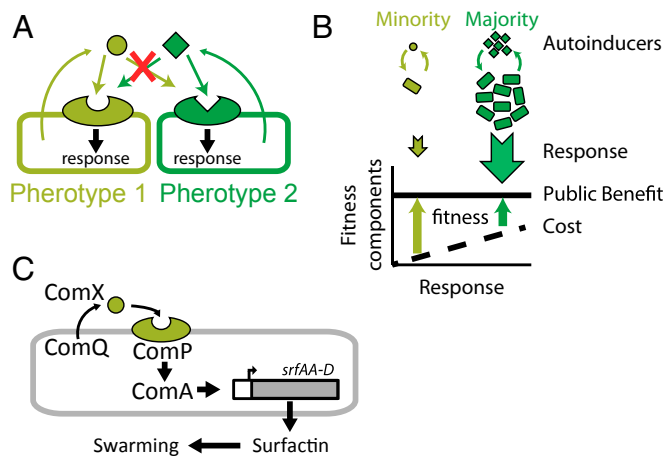 A
response
response
Pherotype 1
Pherotype 2
B
Minority
Majority
Autoinducers
Response
Public Benefit
fitness
Cost
Fitness
components
Response
C
ComX
ComQ
ComP
ComA
srfAA-D
Swarming
Surfactin